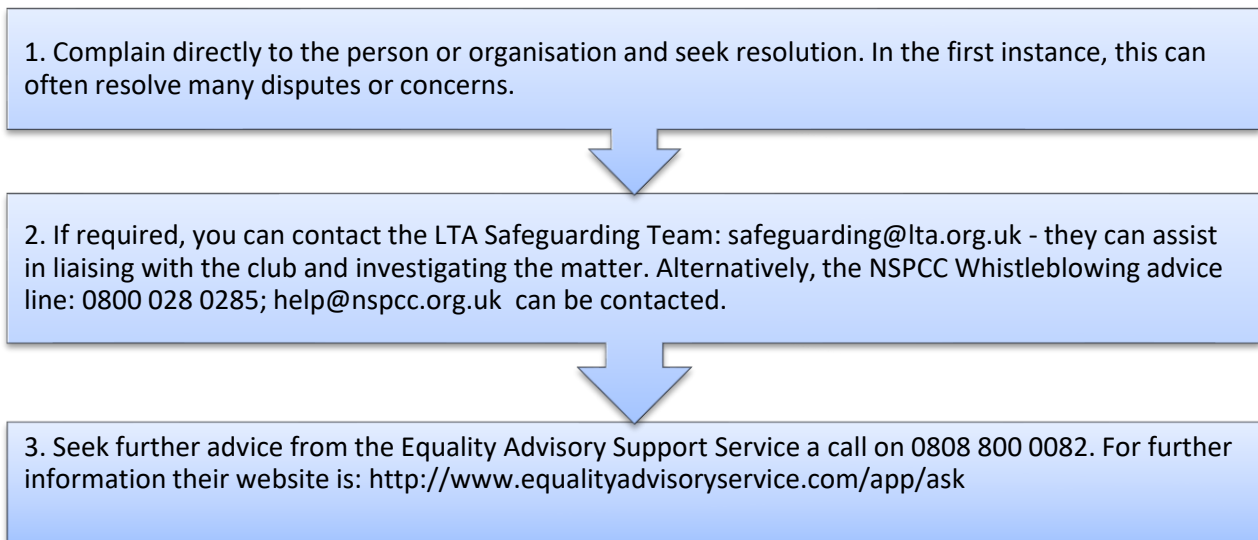 1. Complain directly to the person or organisation and seek resolution. In the first instance, this can
often resolve many disputes or concerns.
2. If required, you can contact the LTA Safeguarding Team: safeguarding@lta.org.uk - they can assist
in liaising with the club and investigating the matter. Alternatively, the NSPCC Whistleblowing advice
line: 0800 028 0285; help@nspcc.org.uk  can be contacted.
3. Seek further advice from the Equality Advisory Support Service a call on 0808 800 0082. For further
information their website is: http://www.equalityadvisoryservice.com/app/ask